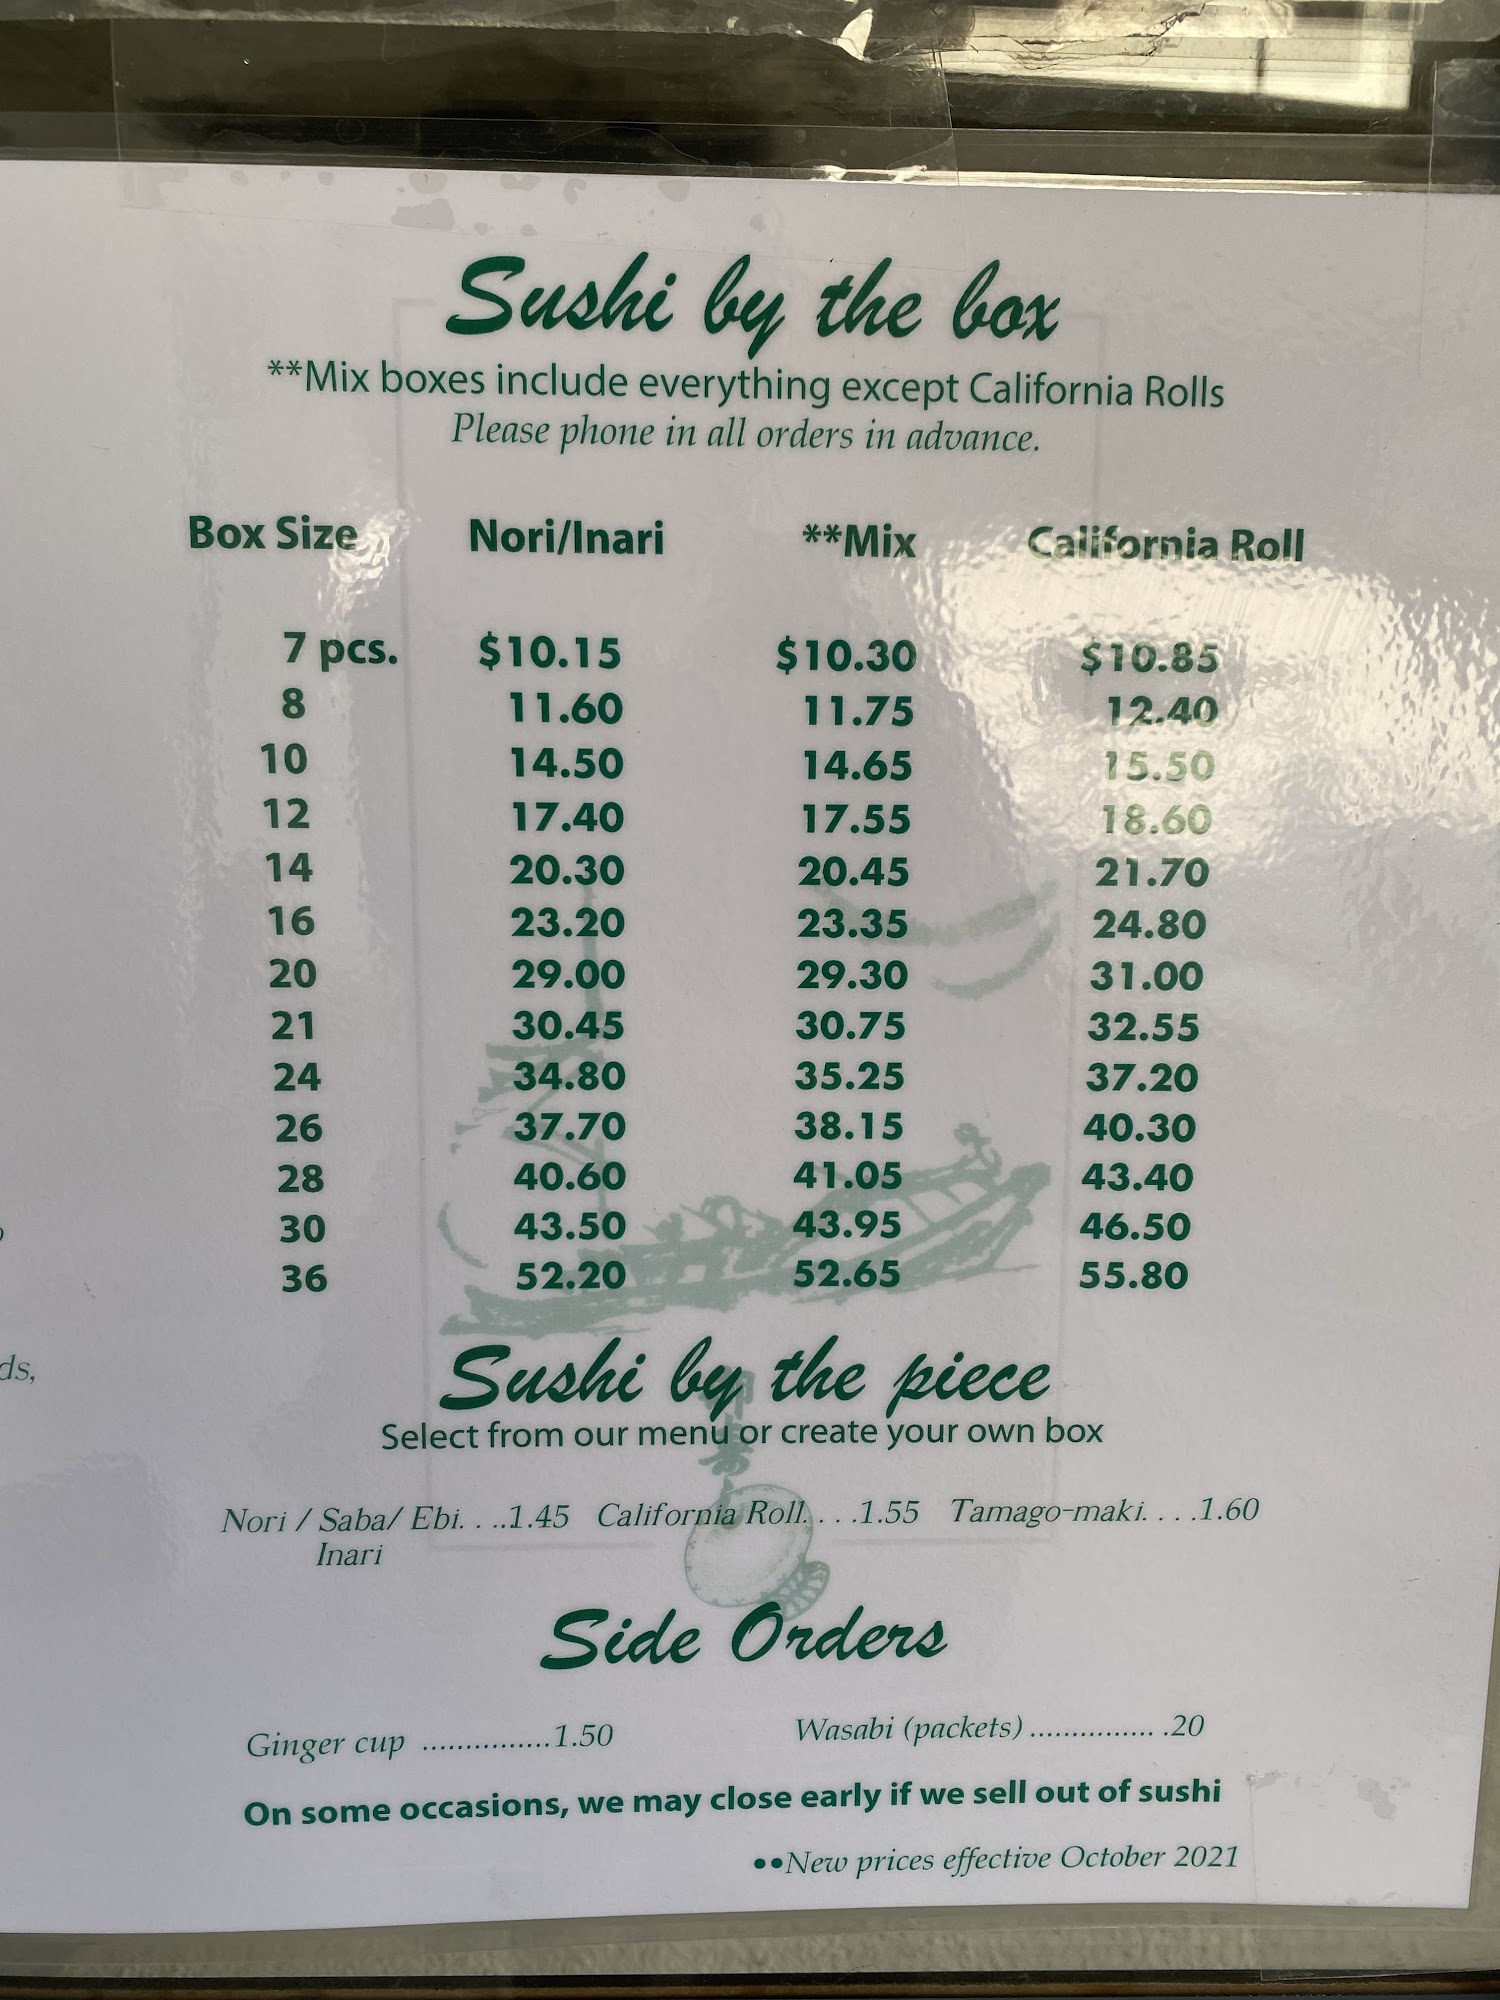 Sushi by the box
**Mix boxes include everything except California Rolls
Please phone in all orders in advance.
Box Size Nori/Inari **Mix California Roll
7 pcs. $10.15 $10.30 $10.85
8 11.60 11.75 12.40
10 14.50 14.65 15.50
12 17.40 17.55 18.60
14 20.30 20.45 21.70
16 23.20 23.35 24.80
20 29.00 29.30 31.00
21 30.45 30.75 32.55
24 34.80 35.25 37.20
26 37.70 38.15 40.30
28 40.60 41.05 43.40
30 43.50 43.95 46.50
36 52.20 52.65 55.80
ds,
Sushi by the piece
Select from our menu or create your own box
Nori / Saba/ Ebi. . ...1.45 California Roll. . . .1.55 Tamago-maki. . . .1.60
Inari
Side Orders
Ginger cup ...............1.50 Wasabi (packets) ............... .20
On some occasions, we may close early if we sell out of sushi
••New prices effective October 2021